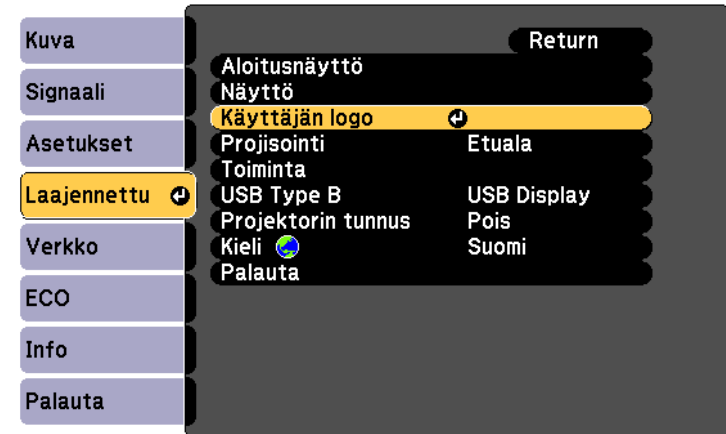 Kuva
Signaali
Asetukset
Laajennettu
Verkko
ECO
Info
Palauta
Return
Aloitusnäyttö
Näyttö
Käyttäjän logo
Projisointi Etuala
Toiminta
USB Type B USB Display
Projektorin tunnus Pois
Kieli Suomi
Palauta